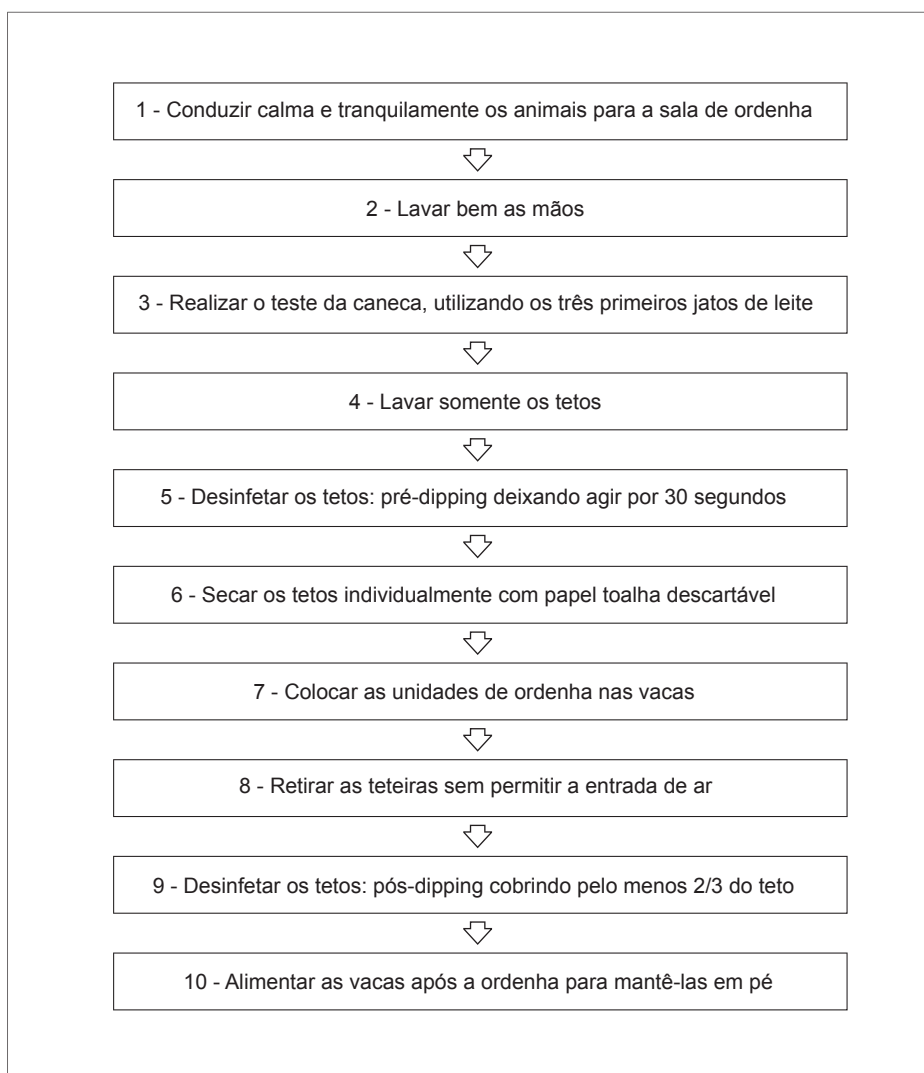 1 - Conduzir calma e tranquilamente os animais para a sala de ordenha
2 - Lavar bem as mãos
3 - Realizar o teste da caneca, utilizando os três primeiros jatos de leite
4 - Lavar somente os tetos
5 - Desinfetar os tetos: pré-dipping deixando agir por 30 segundos
6 - Secar os tetos individualmente com papel toalha descartável
7 - Colocar as unidades de ordenha nas vacas
8 - Retirar as teteiras sem permitir a entrada de ar
9 - Desinfetar os tetos: pós-dipping cobrindo pelo menos 2/3 do teto
10 - Alimentar as vacas após a ordenha para mantê-las em pé